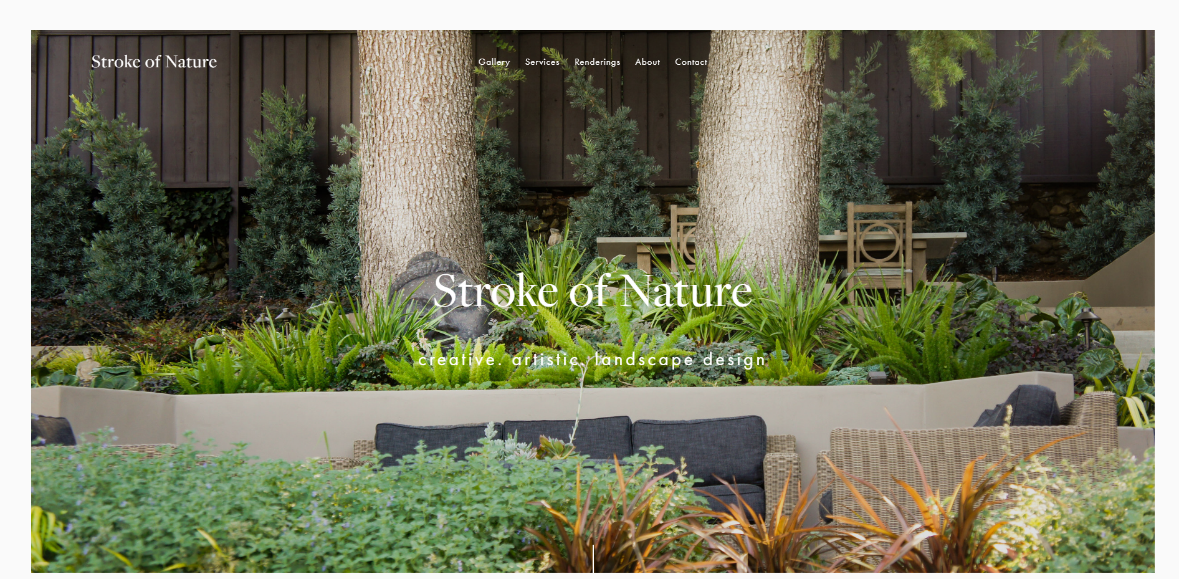 Stroke of Nature
Gallery Services Renderings About Contact
Stroke of Nature
creative. artistic. landscape design